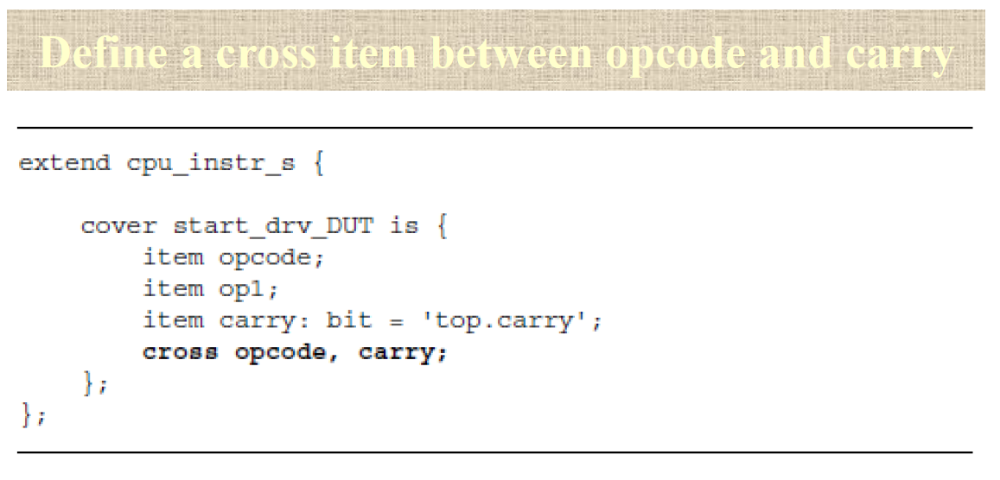 Define a cross item between opcode and carry
extend cpu_instr_s {
cover start_drv_DUT is {
item opcode;
item op1;
item carry: bit = 'top.carry';
cross opcode, carry;
};
};